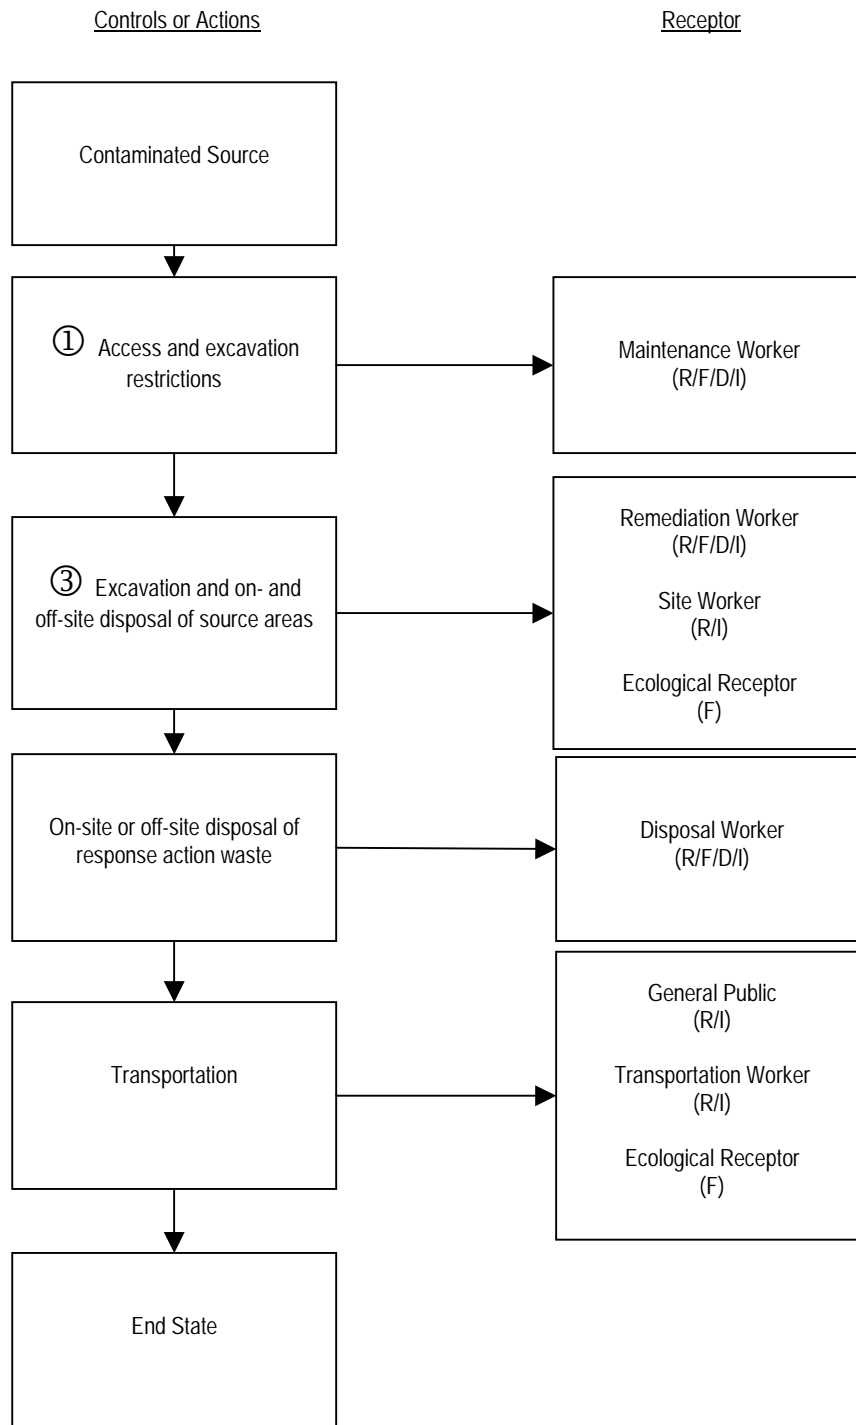 Controls or Actions
Receptor
Contaminated Source
① Access and excavation
restrictions
Maintenance Worker
(R/F/D/I)
③ Excavation and on- and
off-site disposal of source areas
Remediation Worker
(R/F/D/I)
Site Worker
(R/I)
Ecological Receptor
(F)
On-site or off-site disposal of
response action waste
Disposal Worker
(R/F/D/I)
Transportation
General Public
(R/I)
Transportation Worker
(R/I)
Ecological Receptor
(F)
End State